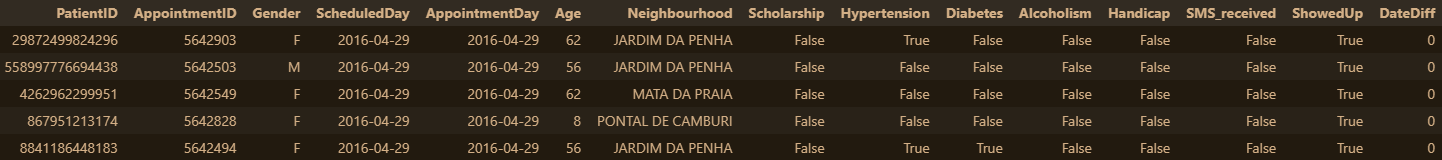 PatientID AppointmentID Gender ScheduledDay AppointmentDay Age Neighbourhood Scholarship Hypertension Diabetes Alcoholism Handicap SMS_received ShowedUp DateDiff
29872499824296 5642903 F 2016-04-29 2016-04-29 62 JARDIM DA PENHA False True False False False False True 0
558997776694438 5642503 M 2016-04-29 2016-04-29 56 JARDIM DA PENHA False False False False False False True 0
4262962299951 5642549 F 2016-04-29 2016-04-29 62 MATA DA PRAIA False False False False False False True 0
867951213174 5642828 F 2016-04-29 2016-04-29 8 PONTAL DE CAMBURI False False False False False False True 0
8841186448183 5642494 F 2016-04-29 2016-04-29 56 JARDIM DA PENHA False True True False False False True 0